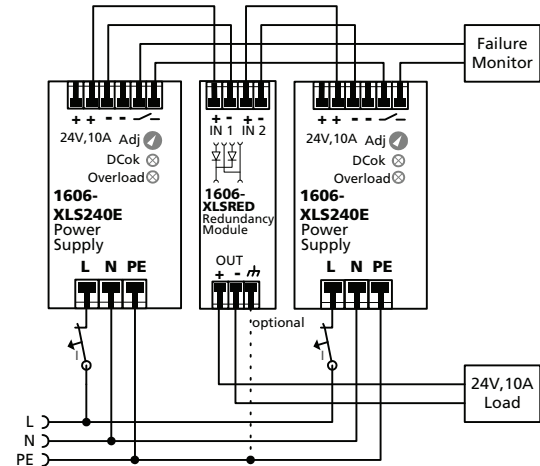 Failure
Monitor
+ + - -
24V,10A Adj
DCok
Overload
1606-
XLS240E
Power
Supply
L N PE
+ - + -
IN 1 IN 2
1606-
XLSRED
Redundancy
Module
OUT
+ -
optional
+ + - -
24V,10A Adj
DCok
Overload
1606-
XLS240E
Power
Supply
L N PE
I
I
24V,10A
Load
L
N
PE